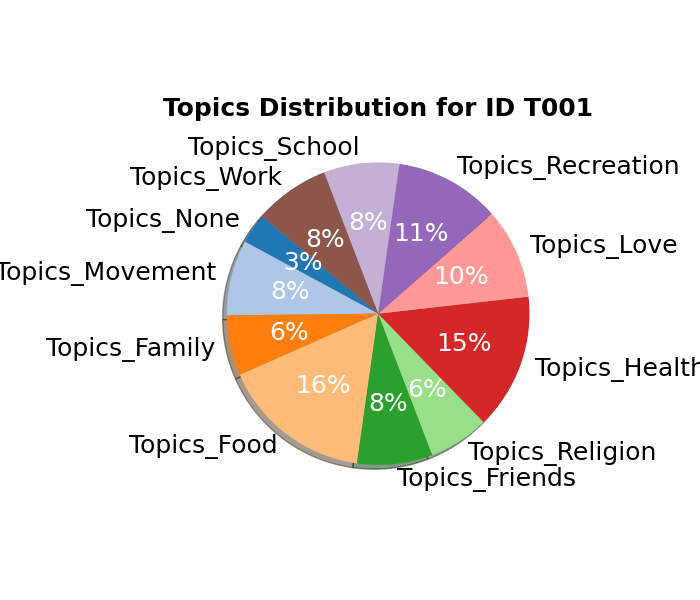 Topics Distribution for ID T001
Topics_School
Topics_Work
Topics_Recreation
Topics_None
Topics_Love
Topics_Movement
Topics_Family
Topics_Health
Topics_Food
Topics_Religion
Topics_Friends
8%
8%
11%
3%
10%
8%
6%
15%
16%
8%
6%